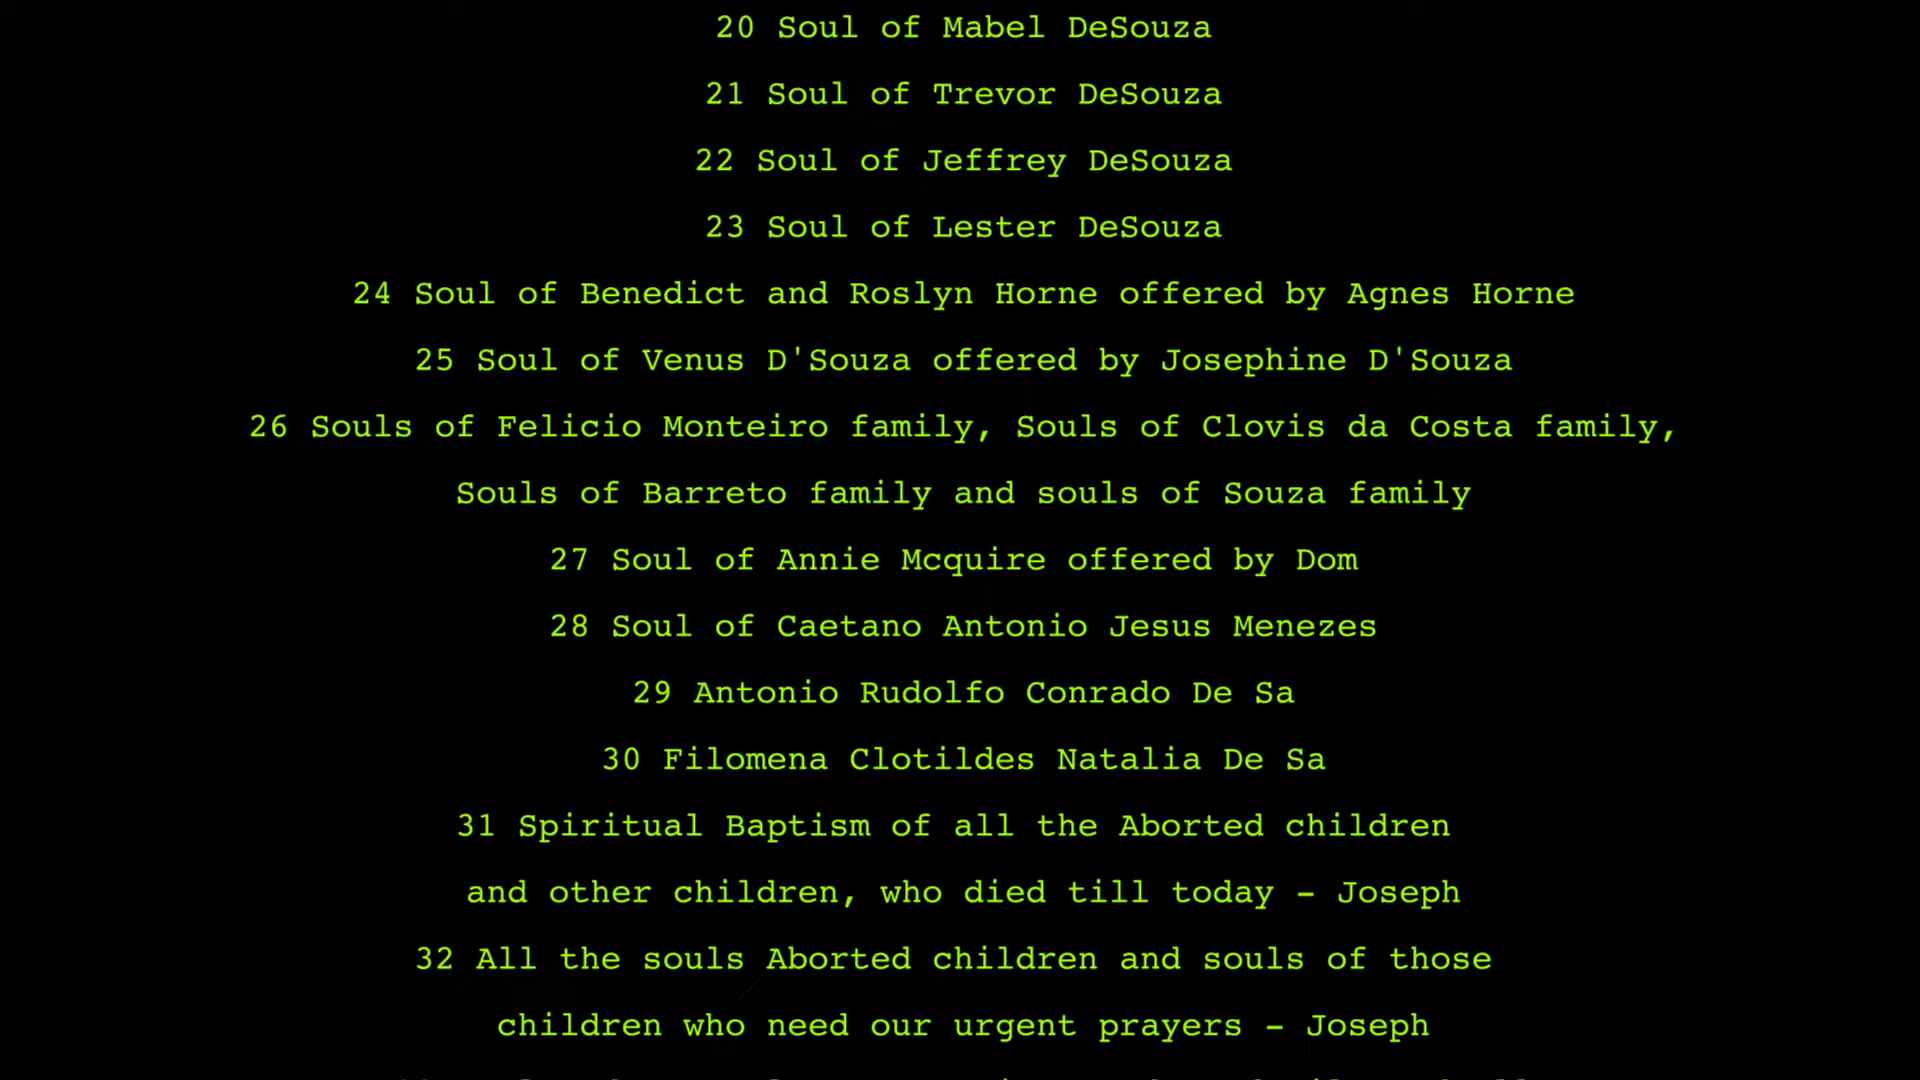 20 Soul of Mabel DeSouza
21 Soul of Trevor DeSouza
22 Soul of Jeffrey DeSouza
23 Soul of Lester DeSouza
24 Soul of Benedict and Roslyn Horne offered by Agnes Horne
25 Soul of Venus D'Souza offered by Josephine D'Souza
26 Souls of Felicio Monteiro family, Souls of Clovis da Costa family,
Souls of Barreto family and souls of Souza family
27 Soul of Annie Mcquire offered by Dom
28 Soul of Caetano Antonio Jesus Menezes
29 Antonio Rudolfo Conrado De Sa
30 Filomena Clotildes Natalia De Sa
31 Spiritual Baptism of all the Aborted children
and other children, who died till today - Joseph
32 All the souls Aborted children and souls of those
children who need our urgent prayers - Joseph